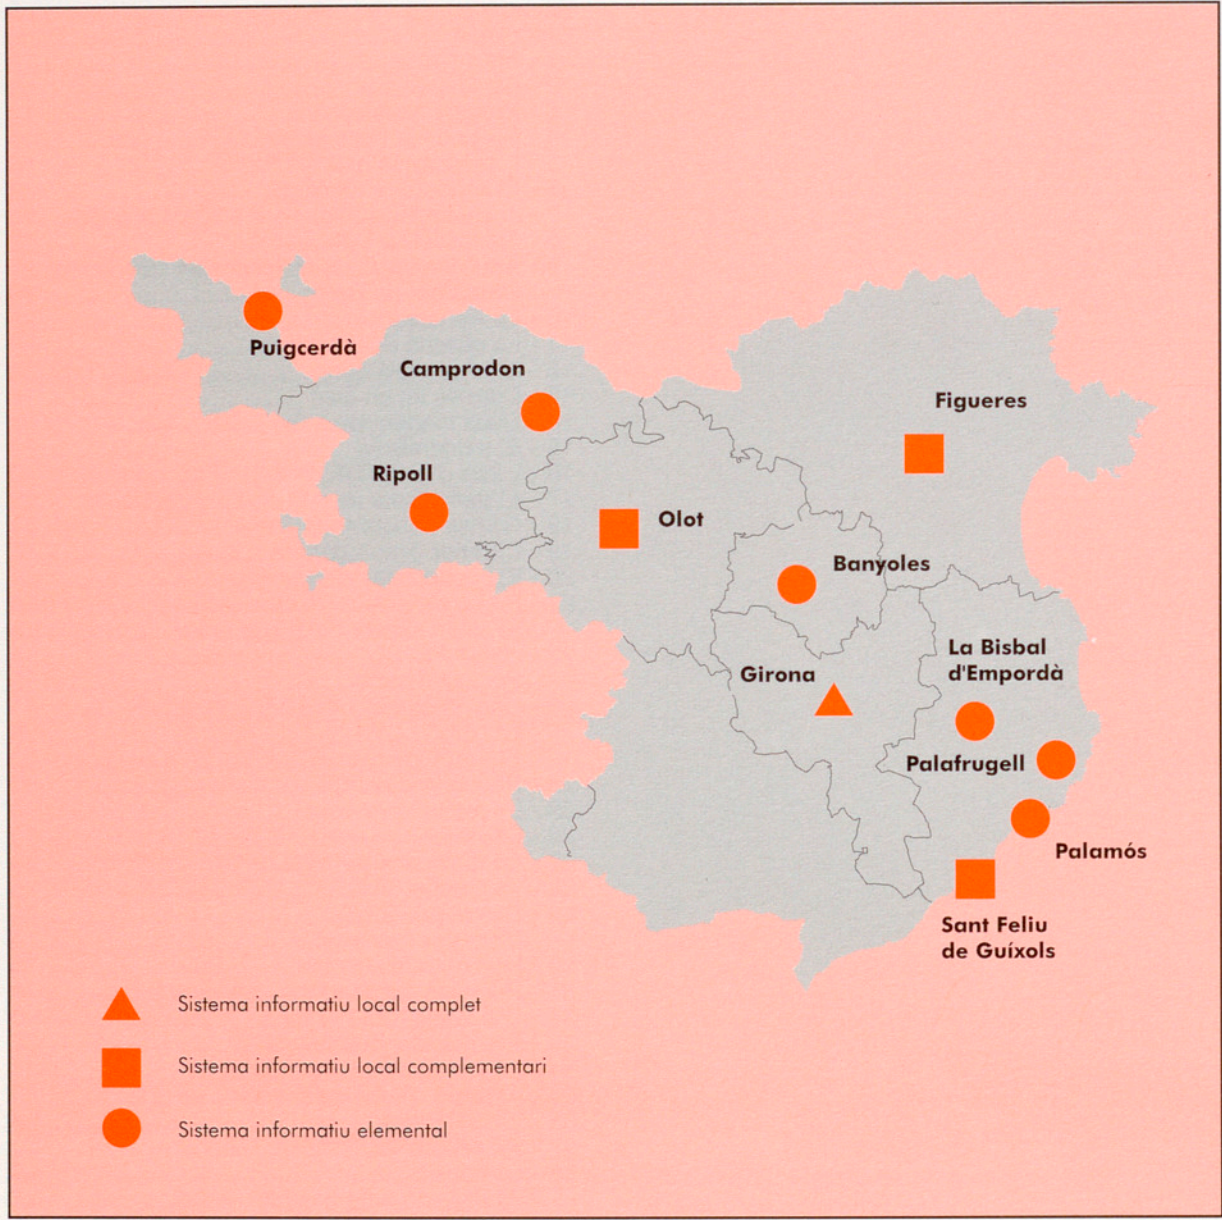 Puigcerdà
Camprodon
Figueres
Ripoll
Olot
Banyoles
La Bisbal
d'Empordà
Girona
Palafrugell
Palamós
Sant Feliu
de Guíxols
Sistema informatiu local complet
Sistema informatiu local complementari
Sistema informatiu elemental